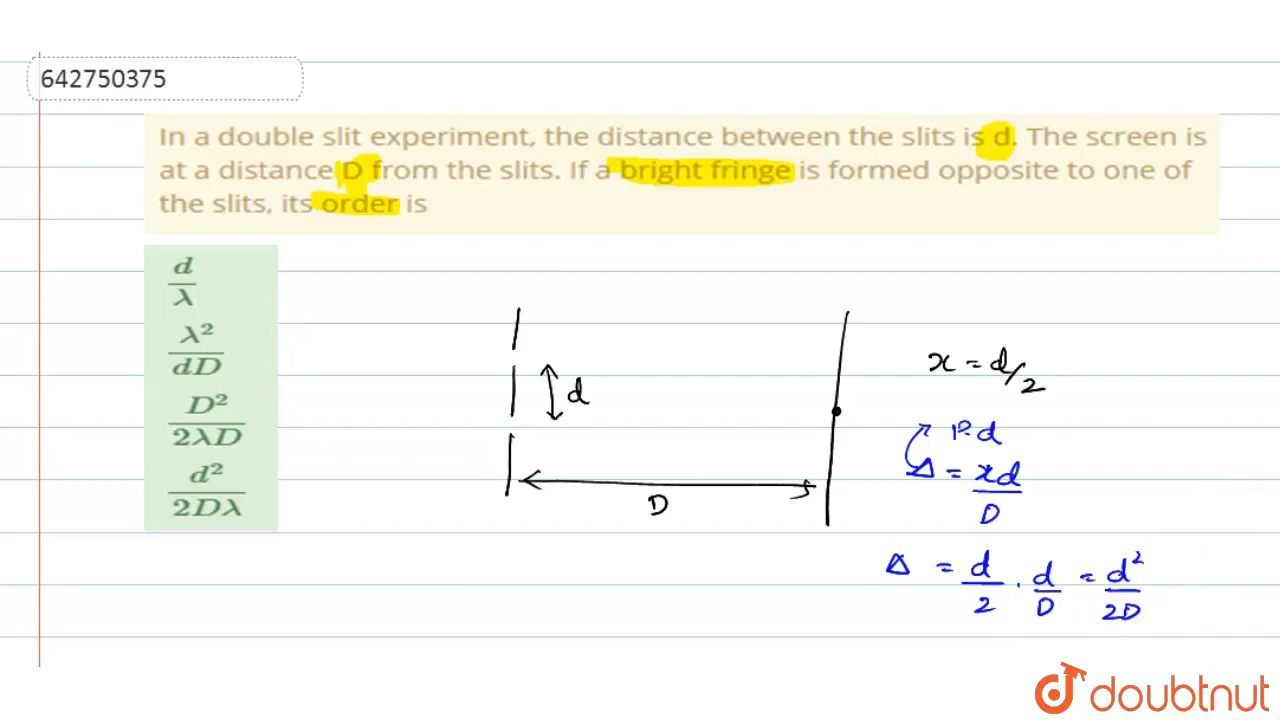 642750375
In a double slit experiment, the distance between the slits is d. The screen is
at a distance D from the slits. If a bright fringe is formed opposite to one of
the slits, its order is
d/λ
λ²/dD
D²/2λD
d²/2Dλ
d
D
x = d/2
P.d
Δ = xd/D
Δ = d/2 . d/D = d²/2D
doubtnut